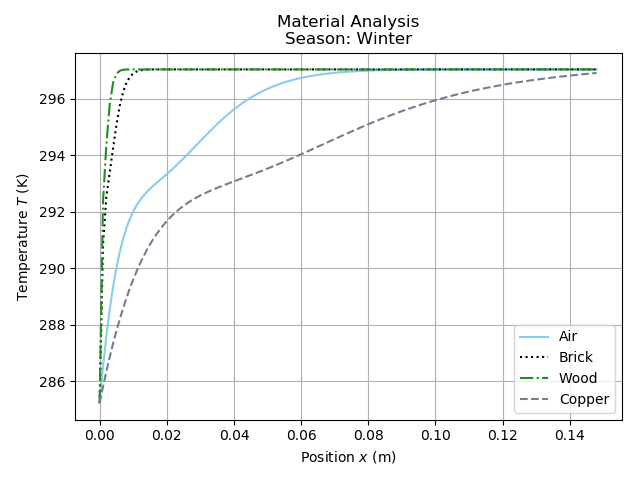 Material Analysis
Season: Winter
Temperature T (K)
296
294
292
290
288
286
0.00 0.02 0.04 0.06 0.08 0.10 0.12 0.14
Position x (m)
Air
Brick
Wood
Copper